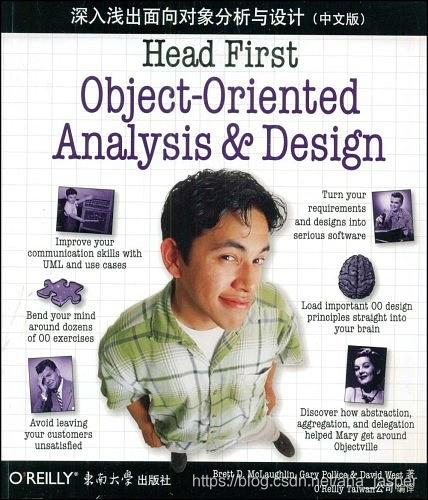 深入浅出面向对象分析与设计（中文版）
Head First
Object-Oriented
Analysis & Design
Improve your
communication skills with
UML and use cases
Bend your mind
around dozens
of OO exercises
Avoid leaving
your customers
unsatisfied
Turn your
requirements
and designs into
serious software
Load important OO design
principles straight into
your brain
Discover how abstraction,
aggregation, and delegation
helped Mary get around
Objectville
O'REILLY® 东南大学出版社
Brett D. McLaughlin, Gary Pollice & David West 著
O'Reilly Taiwan公司 编译